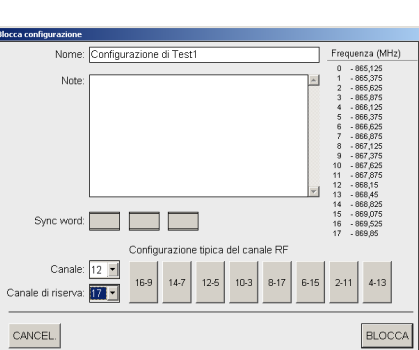 Blocca configurazione
Nome: Configurazione di Test1
Note:
Frequenza (MHz)
0 - 865,125
1 - 865,375
2 - 865,625
3 - 865,875
4 - 866,125
5 - 866,375
6 - 866,625
7 - 866,875
8 - 867,125
9 - 867,375
10 - 867,625
11 - 867,875
12 - 868,15
13 - 868,45
14 - 868,825
15 - 869,075
16 - 869,525
17 - 869,85
Sync word:
Configurazione tipica del canale RF
Canale: 12
Canale di riserva: 17
16-9 14-7 12-5 10-3 8-17 6-15 2-11 4-13
CANCEL. BLOCCA